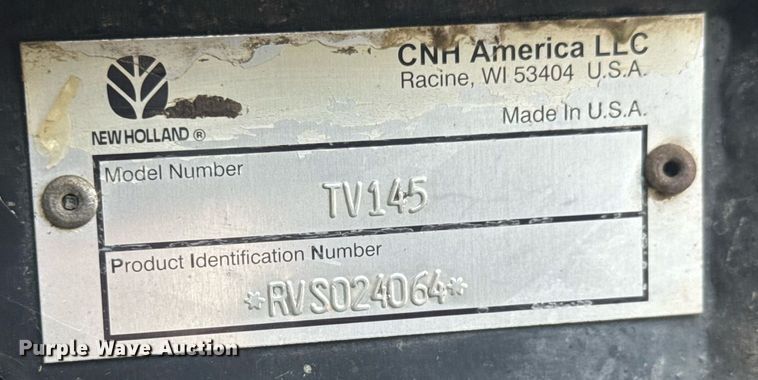 CNH America LLC
Racine, WI 53404 U.S.A.
Made In U.S.A.
NEW HOLLAND ®
Model Number
TV145
Product Identification Number
*RVS024064*
Purple Wave Auction